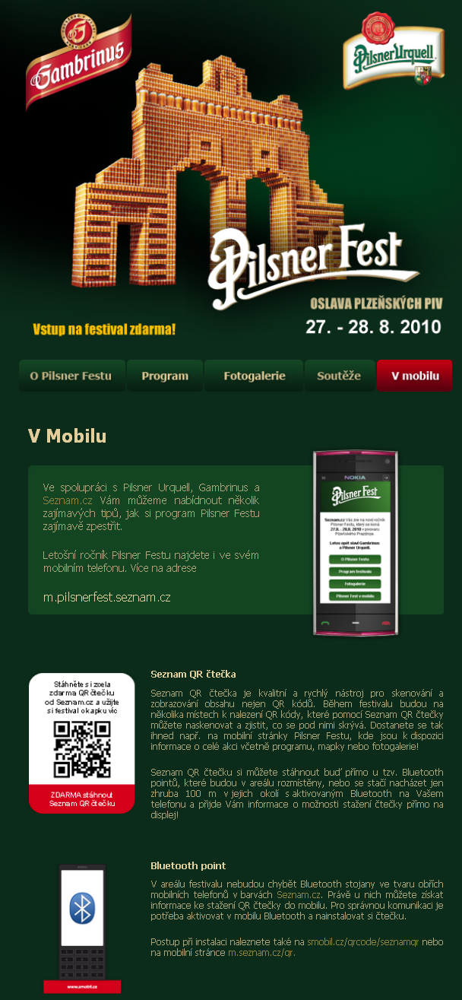 Gambrinus
Pilsner Urquell
Pilsner Fest
OSLAVA PLZEŇSKÝCH PIV
Vstup na festival zdarma!
27. - 28. 8. 2010
O Pilsner Festu
Program
Fotogalerie
Soutěže
V mobilu
V Mobilu
Ve spolupráci s Pilsner Urquell, Gambrinus a
Seznam.cz Vám můžeme nabídnout několik
zajímavých tipů, jak si program Pilsner Festu
zajímavě zpestřit.
Letošní ročník Pilsner Festu najdete i ve svém
mobilním telefonu. Více na adrese
m.pilsnerfest.seznam.cz
NOKIA
Pilsner Fest
Seznam.cz Vás zve na nový ročník
Pilsner Festu, který se koná
27.8. - 28.8. 2010 v pivovaru
Plzeňského Prazdroje.
Letos opět slaví Gambrinus
a Pilsner Urquell.
O Pilsner Festu
Program festivalu
Fotogalerie
Pilsner Fest v mobilu
Stáhněte si zcela
zdarma QR čtečku
od Seznam.cz a užijte
si festival o kapku víc
ZDARMA stáhnout
Seznam QR čtečku
Seznam QR čtečka
Seznam QR čtečka je kvalitní a rychlý nástroj pro skenování a
zobrazování obsahu nejen QR kódů. Během festivalu budou na
několika místech k nalezení QR kódy, které pomocí Seznam QR čtečky
můžete naskenovat a zjistit, co se pod nimi skrývá. Dostanete se tak
ihned např. na mobilní stránky Pilsner Festu, kde jsou k dispozici
informace o celé akci včetně programu, mapky nebo fotogalerie!
Seznam QR čtečku si můžete stáhnout buď přímo u tzv. Bluetooth
pointů, které budou v areálu rozmístěny, nebo se stačí nacházet jen
zhruba 100 m v jejich okolí s aktivovaným Bluetooth na Vašem
telefonu a přijde Vám informace o možnosti stažení čtečky přímo na
displej!
Bluetooth point
V areálu festivalu nebudou chybět Bluetooth stojany ve tvaru obřích
mobilních telefonů v barvách Seznam.cz. Právě u nich můžete získat
informace ke stažení QR čtečky do mobilu. Pro správnou komunikaci je
potřeba aktivovat v mobilu Bluetooth a nainstalovat si čtečku.
Postup při instalaci naleznete také na smobil.cz/qrcode/seznamqr nebo
na mobilní stránce m.seznam.cz/qr.
www.smobil.cz